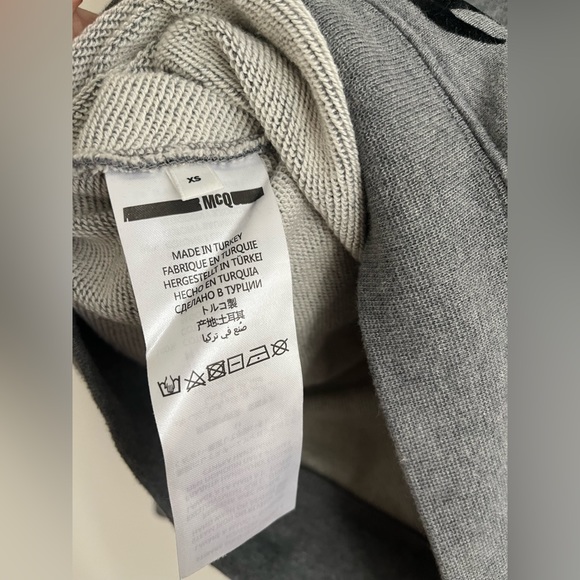 XS
MCQ
MADE IN TURKEY
FABRIQUE EN TURQUIE
HERGESTELLT IN TÜRKEI
HECHO EN TURQUIA
СДЕЛАНО В ТУРЦИИ
トルコ製
产地:土耳其
صُنع في تركيا